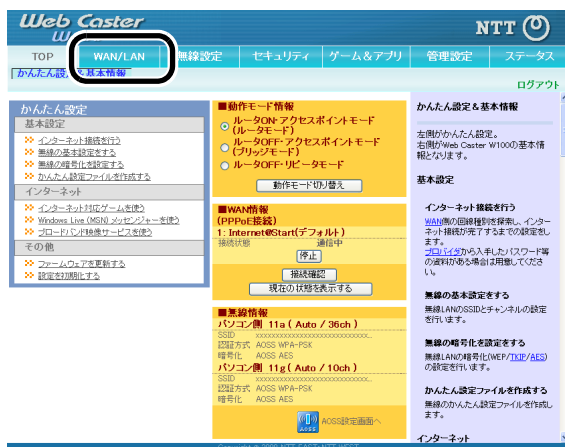 Web Caster
NTT
TOP
WAN/LAN
無線設定
セキュリティ
ゲーム＆アプリ
管理設定
ステータス
かんたん設定＆基本情報
ログアウト
かんたん設定
基本設定
インターネット接続を行う
無線の基本設定をする
無線の暗号化を設定する
かんたん設定ファイルを作成する
インターネット
インターネット対応ゲームを使う
Windows Live (MSN) メッセンジャーを使う
ブロードバンド映像サービスを使う
その他
ファームウェアを更新する
設定を初期化する
■動作モード情報
ルータON・アクセスポイントモード
(ルータモード)
ルータOFF・アクセスポイントモード
(ブリッジモード)
ルータOFF・リピータモード
動作モード切り替え
■WAN情報
(PPPoE接続)
1: Internet@Start(デフォルト)
接続状態 通信中
停止
接続確認
現在の状態を表示する
■無線情報
パソコン側 11a ( Auto / 36ch )
SSID xxxxxxxxxxxxxxxxxxxxxxxx...
認証方式 AOSS WPA-PSK
暗号化 AOSS AES
パソコン側 11g ( Auto / 10ch )
SSID xxxxxxxxxxxxxxxxxxxxxxxx...
認証方式 AOSS WPA-PSK
暗号化 AOSS AES
AOSS
AOSS設定画面へ
かんたん設定＆基本情報
左側がかんたん設定。
右側がWeb Caster W100の基本情
報となります。
基本設定
インターネット接続を行う
WAN側の回線種別を探索し、インター
ネット接続が完了するまでの設定をし
ます。
プロバイダから入手したパスワード等
の資料がある場合は用意してくださ
い。
無線の基本設定をする
無線LANのSSIDとチャンネルの設定
を行います。
無線の暗号化を設定する
無線LANの暗号化(WEP/TKIP/AES)
の設定を行います。
かんたん設定ファイルを作成する
無線のかんたん設定ファイルを作成し
ます。
インターネット